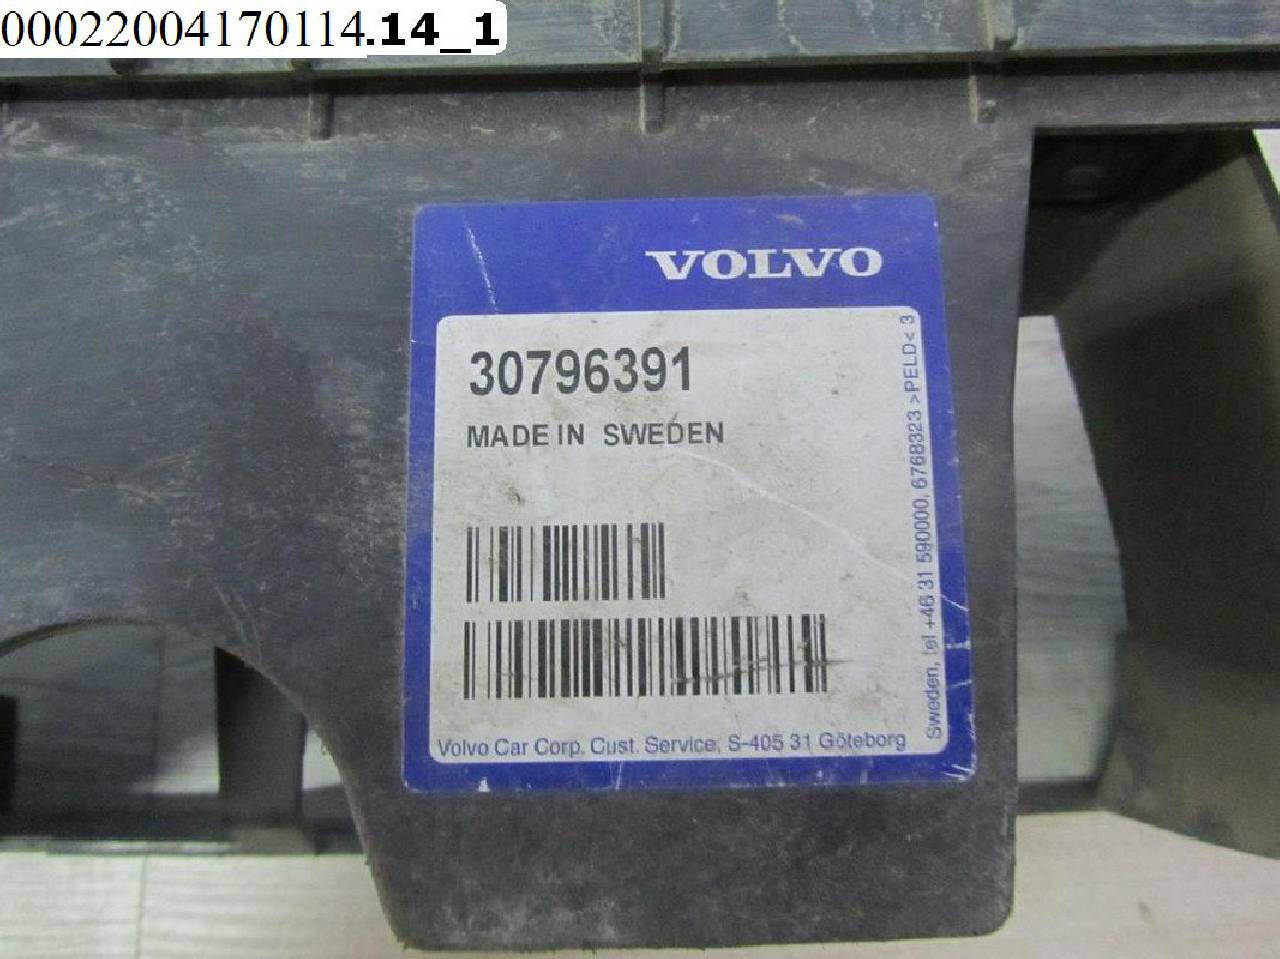 00022004170114.14_1
VOLVO
30796391
MADE IN SWEDEN
Volvo Car Corp. Cust. Service, S-405 31 Göteborg
Sweden, tel +46 31 590000, 6768323 >PELD< 3